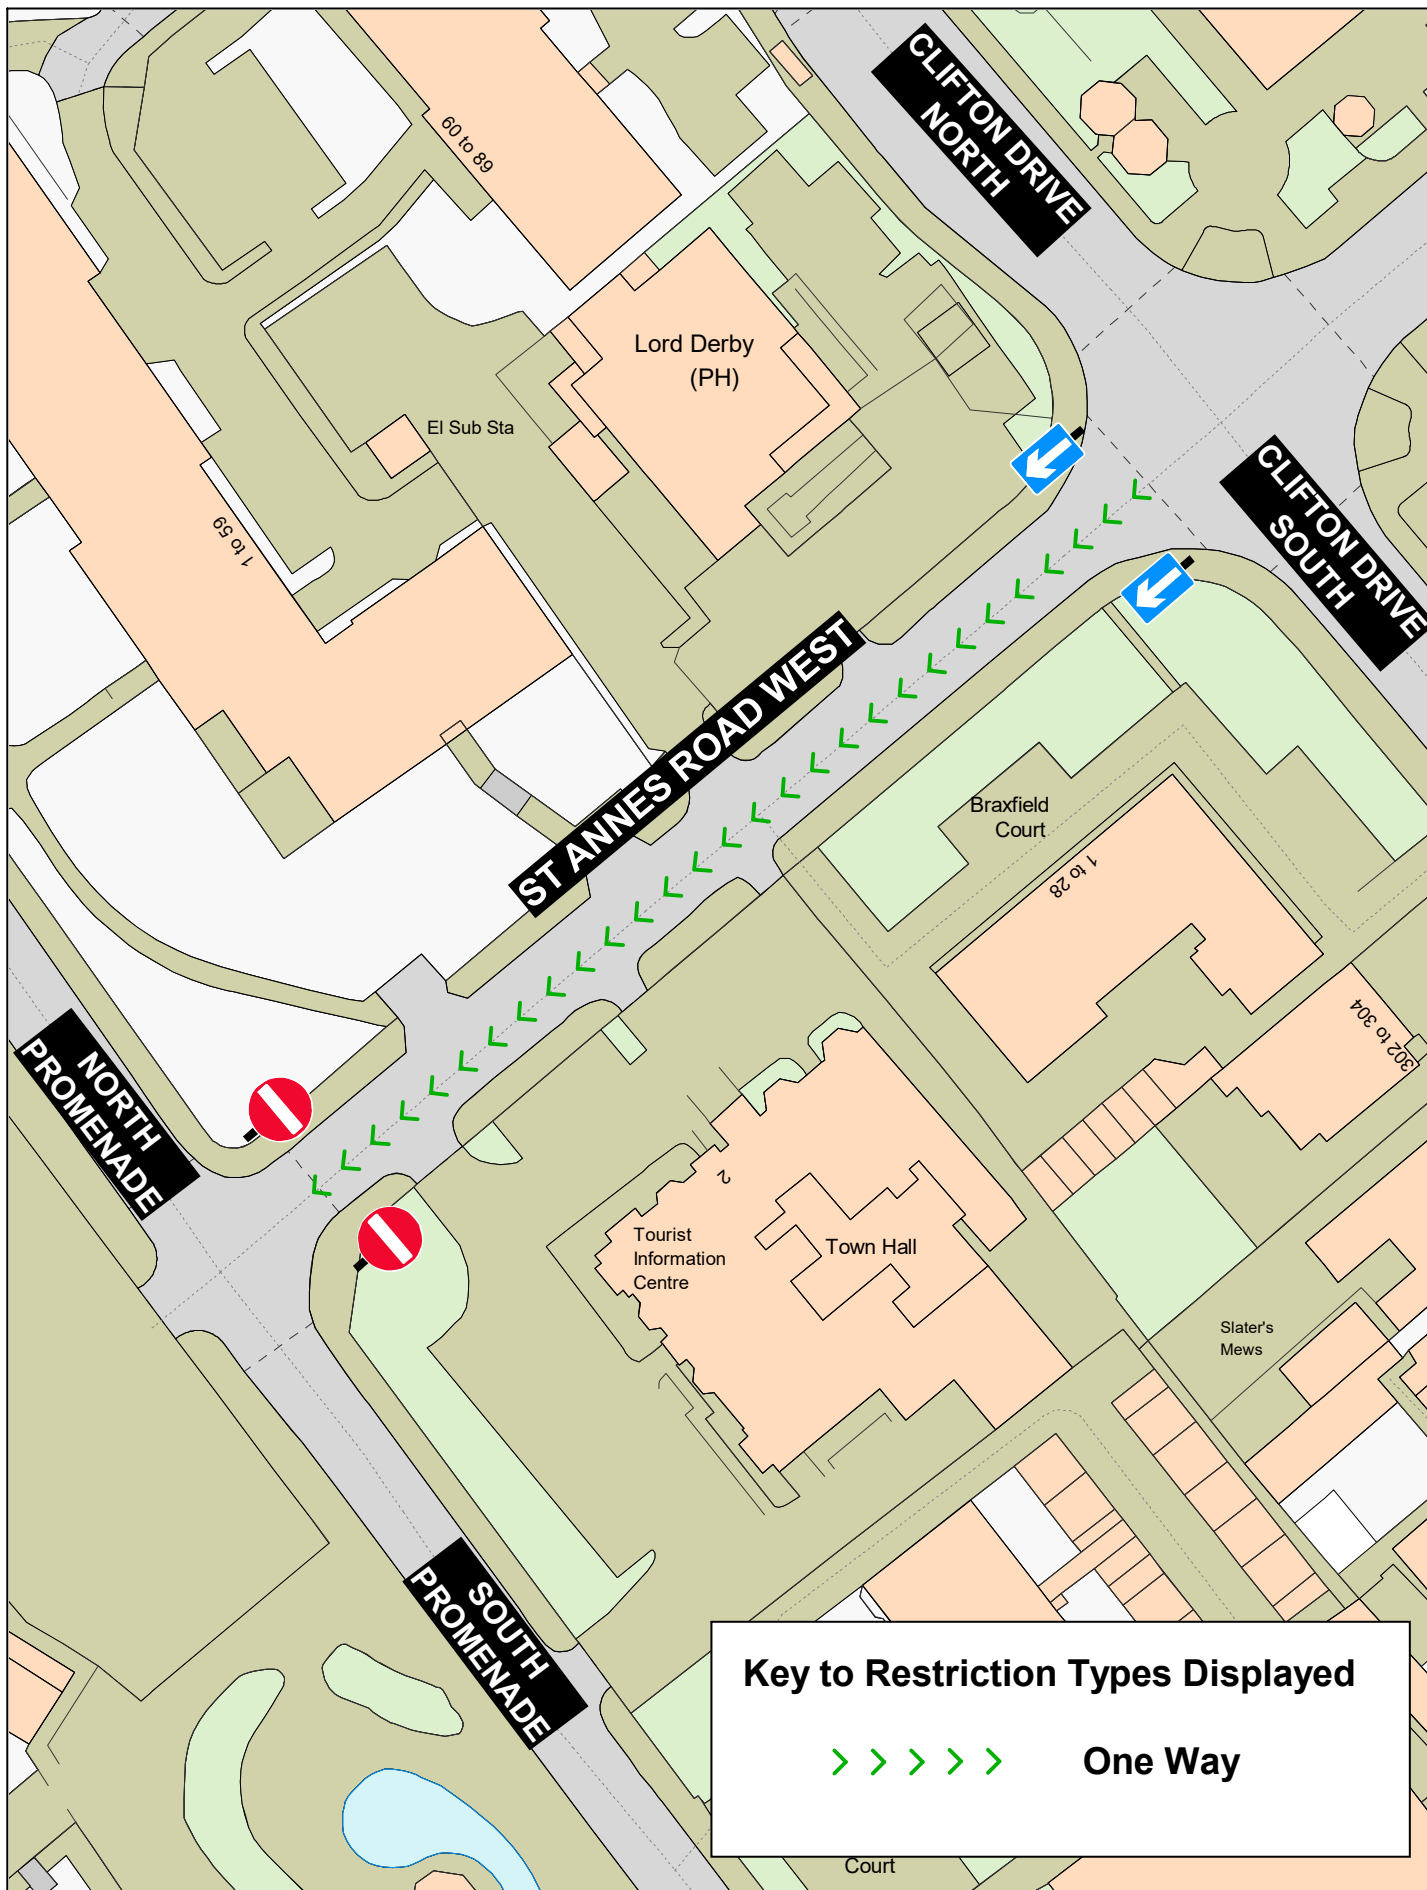 CLIFTON DRIVE
NORTH
60 to 89
Lord Derby
(PH)
El Sub Sta
1 to 59
CLIFTON DRIVE
SOUTH
ST ANNES ROAD WEST
Braxfield
Court
1 to 28
302 to 304
NORTH
PROMENADE
2
Tourist
Information
Centre
Town Hall
Slater's
Mews
SOUTH
PROMENADE
Key to Restriction Types Displayed
One Way
Court